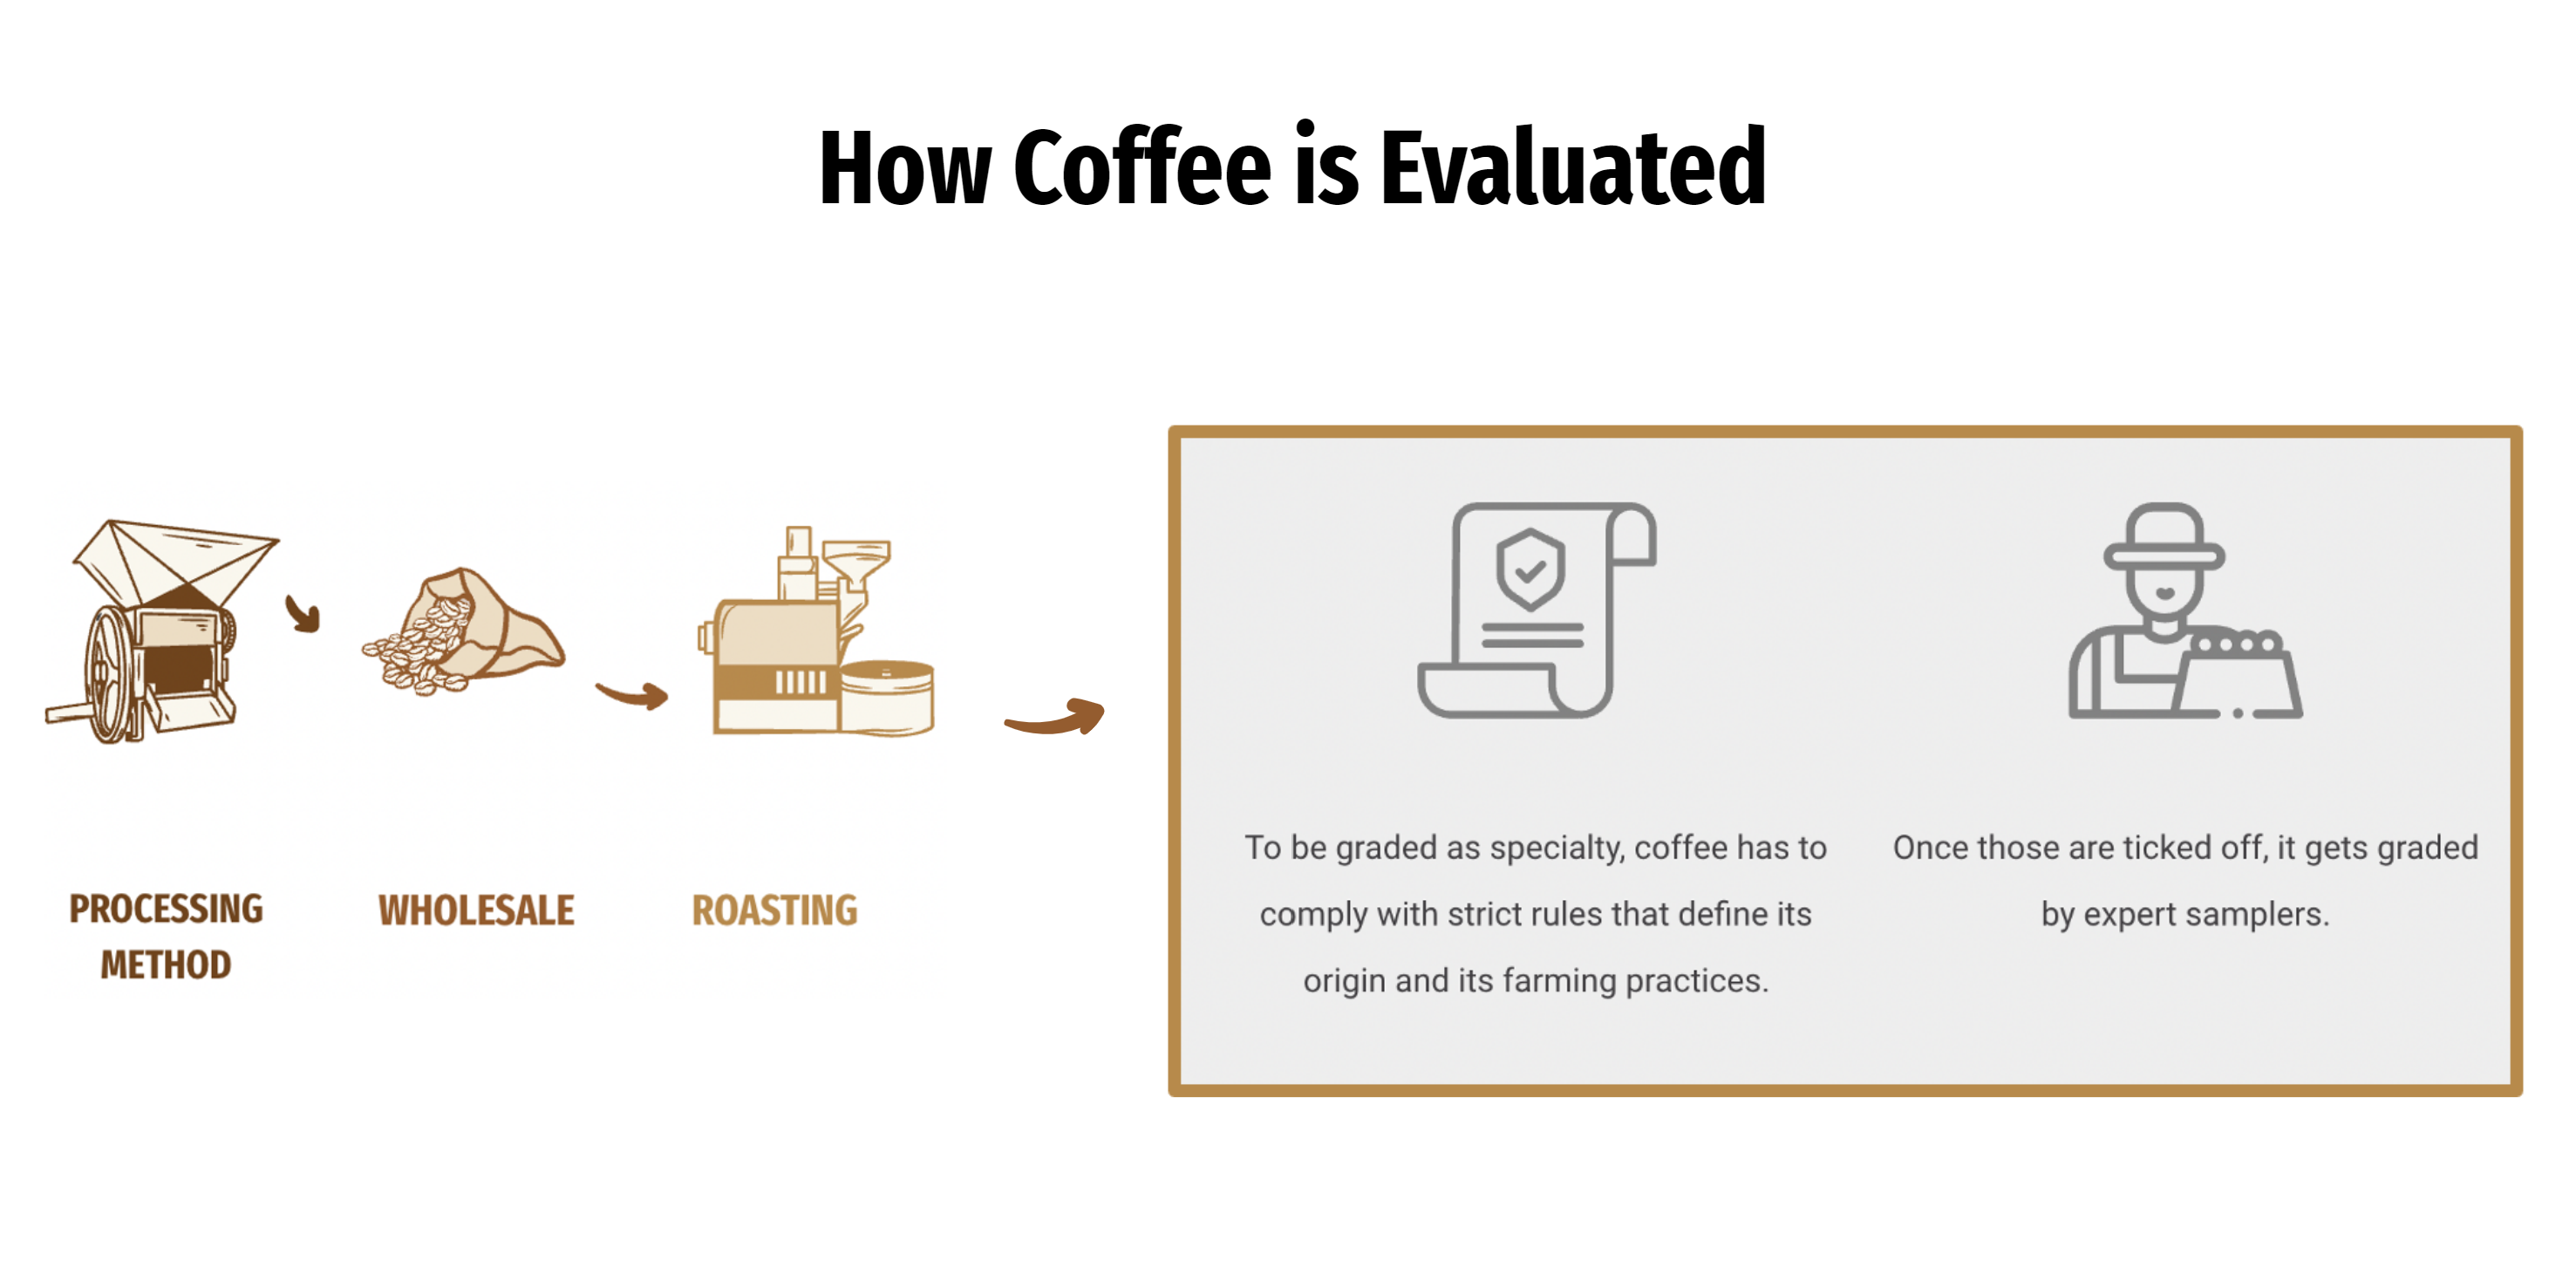 How Coffee is Evaluated
PROCESSING
METHOD
WHOLESALE
ROASTING
To be graded as specialty, coffee has to
comply with strict rules that define its
origin and its farming practices.
Once those are ticked off, it gets graded
by expert samplers.